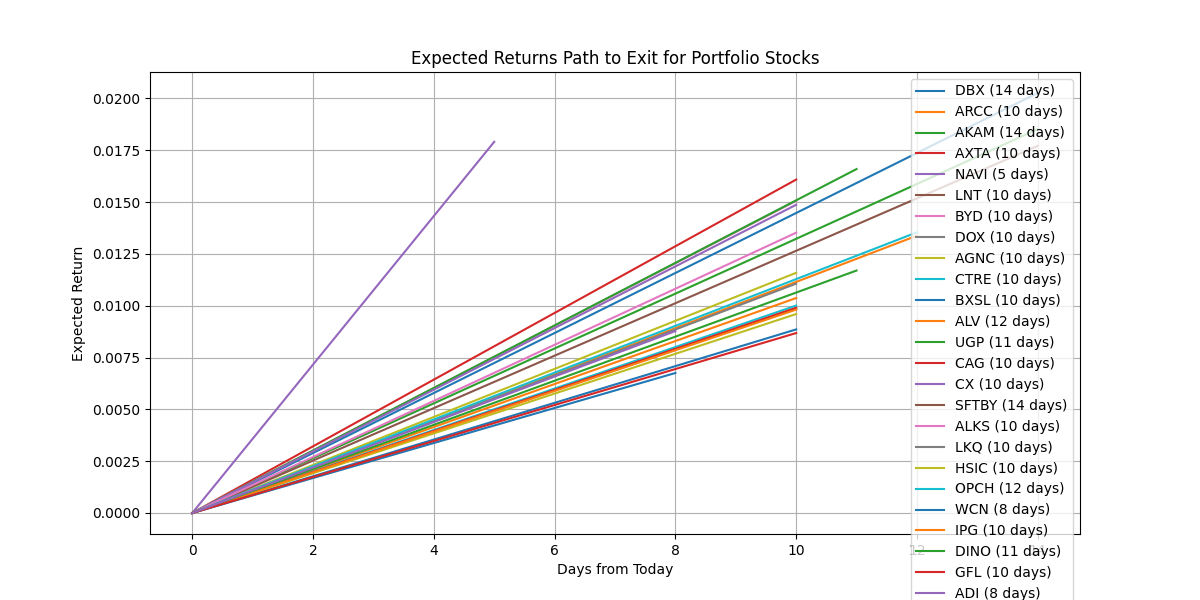 Expected Returns Path to Exit for Portfolio Stocks
Expected Return
0.0200
0.0175
0.0150
0.0125
0.0100
0.0075
0.0050
0.0025
0.0000
0
2
4
6
8
10
12
Days from Today
DBX (14 days)
ARCC (10 days)
AKAM (14 days)
AXTA (10 days)
NAVI (5 days)
LNT (10 days)
BYD (10 days)
DOX (10 days)
AGNC (10 days)
CTRE (10 days)
BXSL (10 days)
ALV (12 days)
UGP (11 days)
CAG (10 days)
CX (10 days)
SFTBY (14 days)
ALKS (10 days)
LKQ (10 days)
HSIC (10 days)
OPCH (12 days)
WCN (8 days)
IPG (10 days)
DINO (11 days)
GFL (10 days)
ADI (8 days)